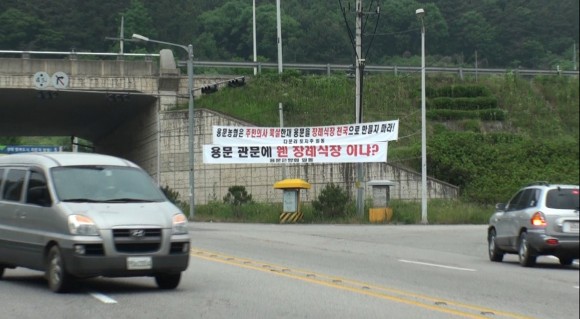 용문농협은 주민의사 묵살한채 용문을 장례식장 천국으로 만들지 마라!
용문 관문에 웬 장례식장 이냐?